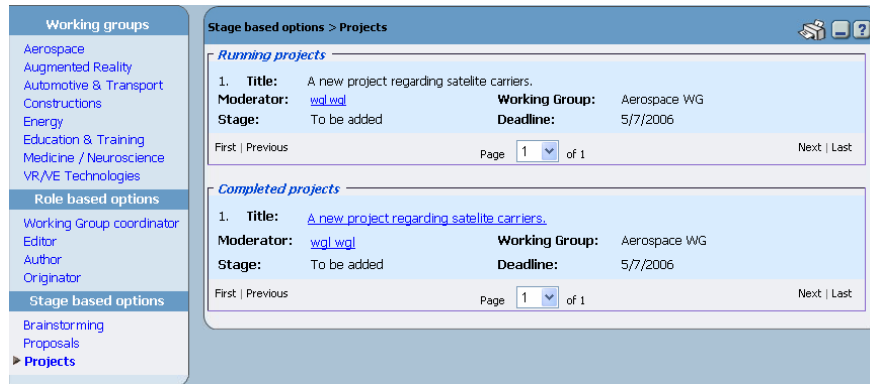 Working groups
Aerospace
Augmented Reality
Automotive & Transport
Constructions
Energy
Education & Training
Medicine / Neuroscience
VR/VE Technologies
Role based options
Working Group coordinator
Editor
Author
Originator
Stage based options
Brainstorming
Proposals
Projects
Stage based options > Projects
?
Running projects
1. Title: A new project regarding satelite carriers.
Moderator: wgl wgl Working Group: Aerospace WG
Stage: To be added Deadline: 5/7/2006
First | Previous Page 1 of 1 Next | Last
Completed projects
1. Title: A new project regarding satelite carriers.
Moderator: wgl wgl Working Group: Aerospace WG
Stage: To be added Deadline: 5/7/2006
First | Previous Page 1 of 1 Next | Last